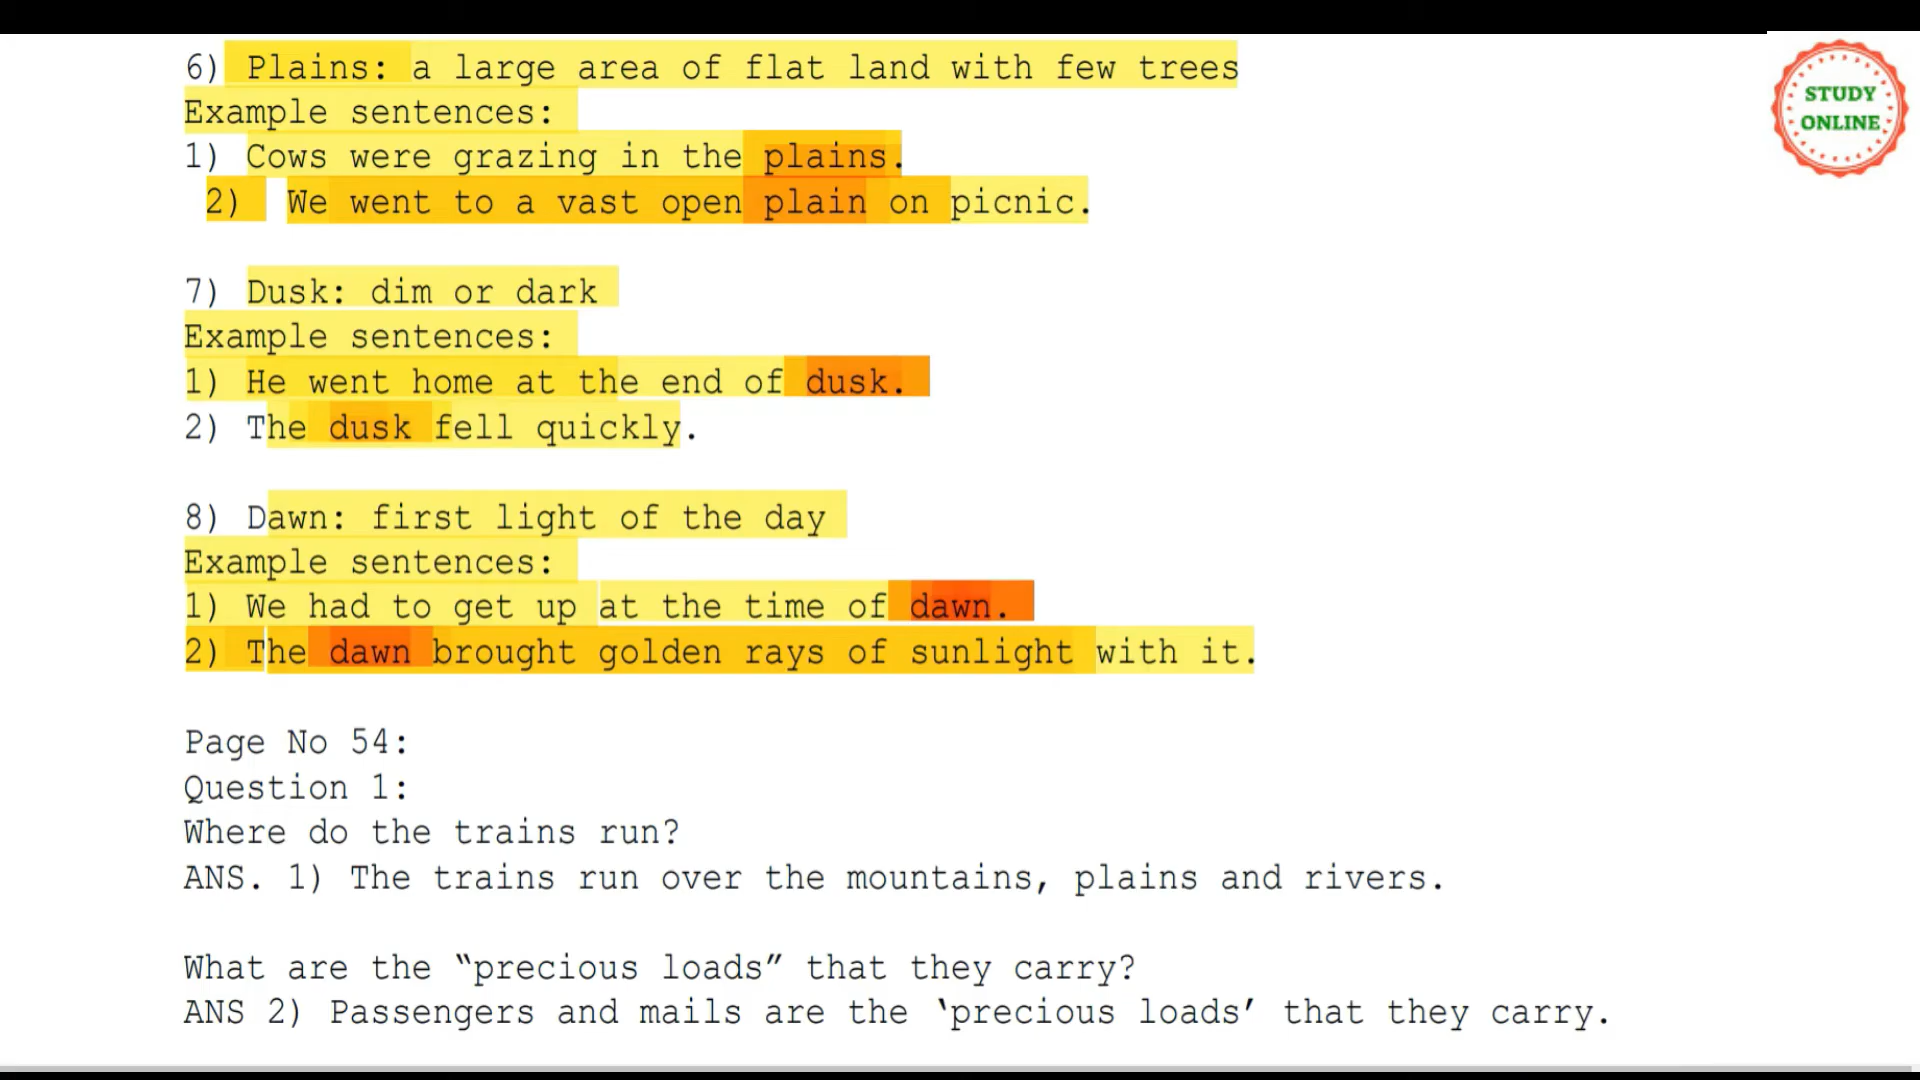 6) Plains: a large area of flat land with few trees
Example sentences:
1) Cows were grazing in the plains.
2) We went to a vast open plain on picnic.
7) Dusk: dim or dark
Example sentences:
1) He went home at the end of dusk.
2) The dusk fell quickly.
8) Dawn: first light of the day
Example sentences:
1) We had to get up at the time of dawn.
2) The dawn brought golden rays of sunlight with it.
Page No 54:
Question 1:
Where do the trains run?
ANS. 1) The trains run over the mountains, plains and rivers.
What are the “precious loads” that they carry?
ANS 2) Passengers and mails are the ‘precious loads’ that they carry.
STUDY
ONLINE